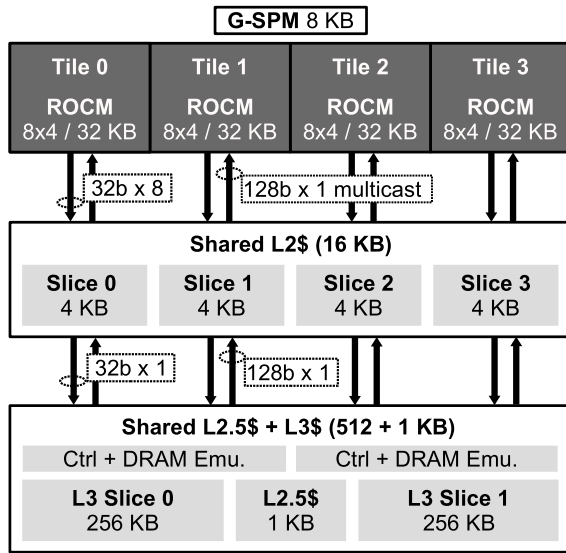 G-SPM 8 KB
Tile 0 Tile 1 Tile 2 Tile 3
ROCM ROCM ROCM ROCM
8x4 / 32 KB 8x4 / 32 KB 8x4 / 32 KB 8x4 / 32 KB
32b x 8 128b x 1 multicast
Shared L2$ (16 KB)
Slice 0 Slice 1 Slice 2 Slice 3
4 KB 4 KB 4 KB 4 KB
32b x 1 128b x 1
Shared L2.5$ + L3$ (512 + 1 KB)
Ctrl + DRAM Emu. Ctrl + DRAM Emu.
L3 Slice 0 L2.5$ L3 Slice 1
256 KB 1 KB 256 KB